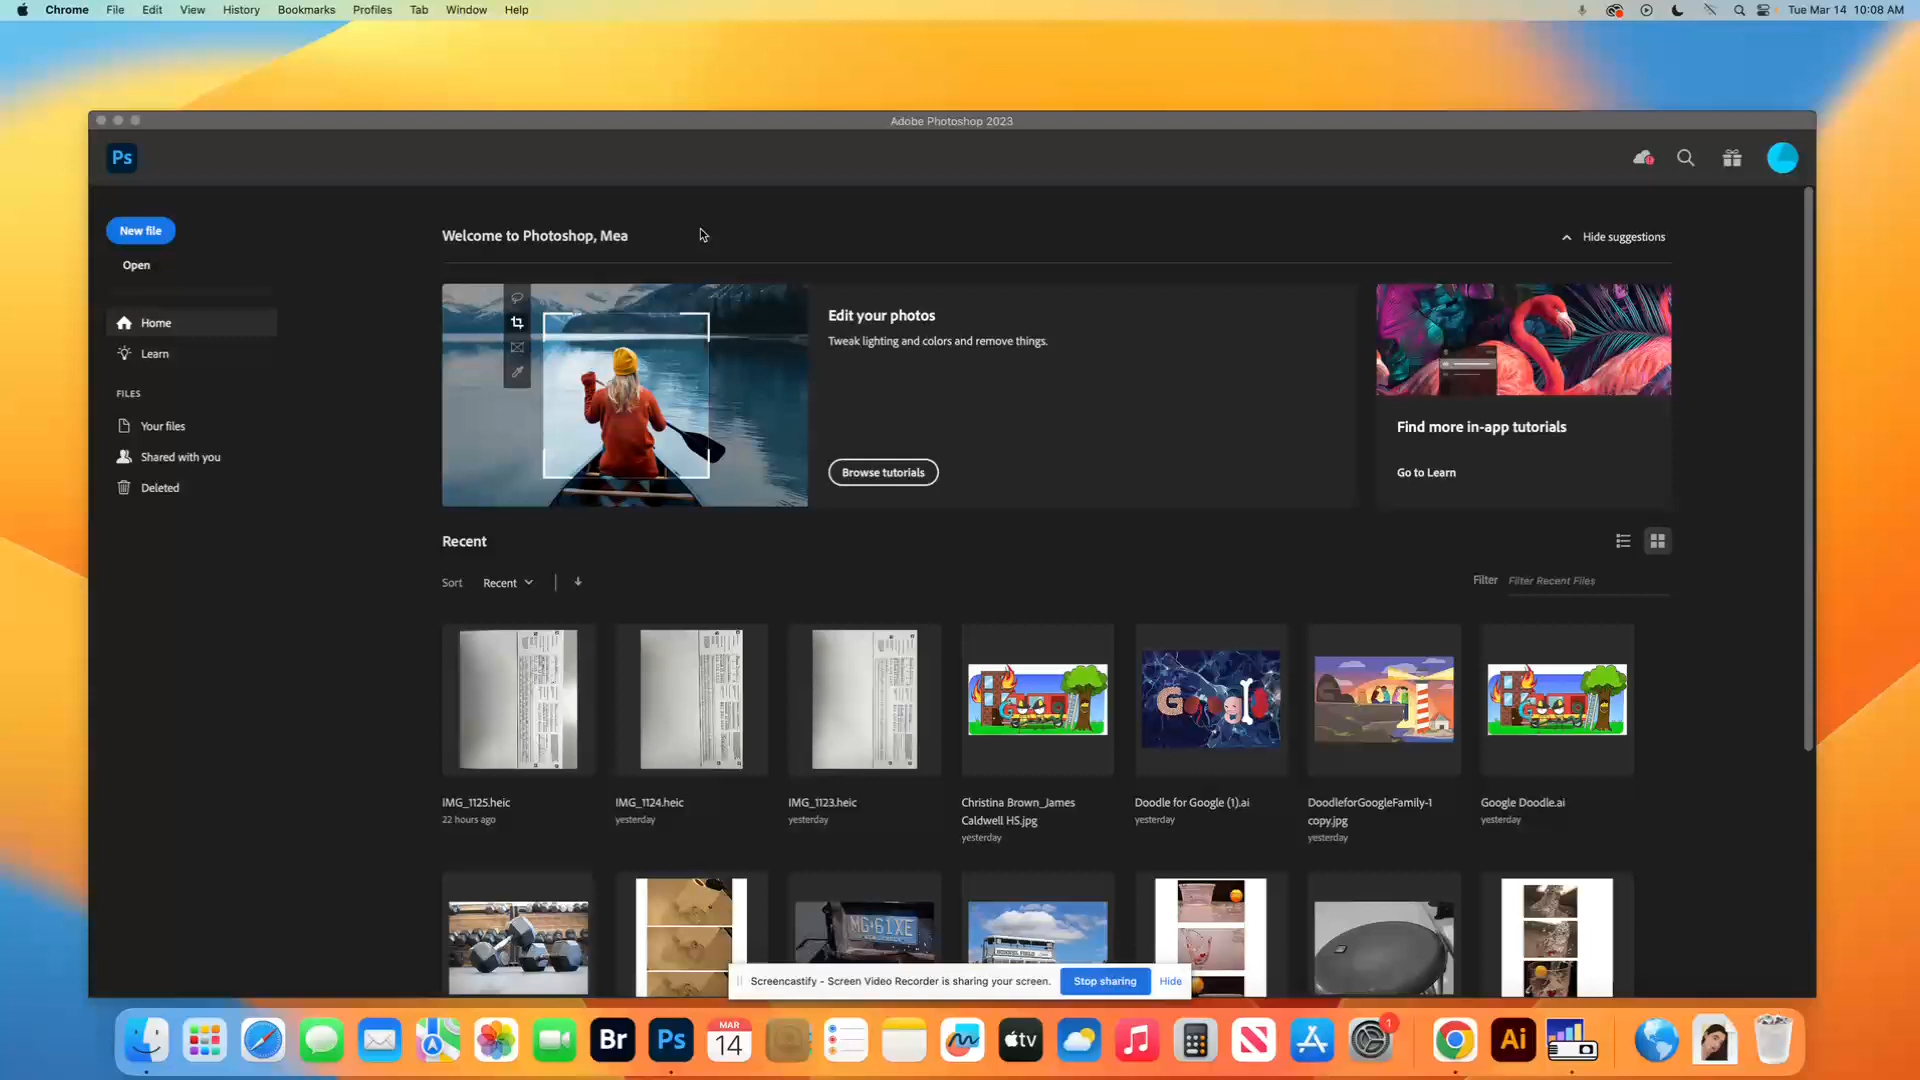 Chrome File Edit View History Bookmarks Profiles Tab Window Help Tue Mar 14 10:08 AM
Adobe Photoshop 2023
Ps
New file
Welcome to Photoshop, Mea
Hide suggestions
Open
Home
Learn
FILES
Your files
Shared with you
Deleted
Edit your photos
Tweak lighting and colors and remove things.
Browse tutorials
Find more in-app tutorials
Go to Learn
Recent
Sort Recent
Filter Filter Recent Files
IMG_1125.heic
22 hours ago
IMG_1124.heic
yesterday
IMG_1123.heic
yesterday
Christina Brown_James
Caldwell HS.jpg
yesterday
Doodle for Google (1).ai
yesterday
DoodleforGoogleFamily-1
copy.jpg
yesterday
Google Doodle.ai
yesterday
MG·61XE
Screencastify - Screen Video Recorder is sharing your screen. Stop sharing Hide
Br
Ps
MAR
14
tv
1
Ai